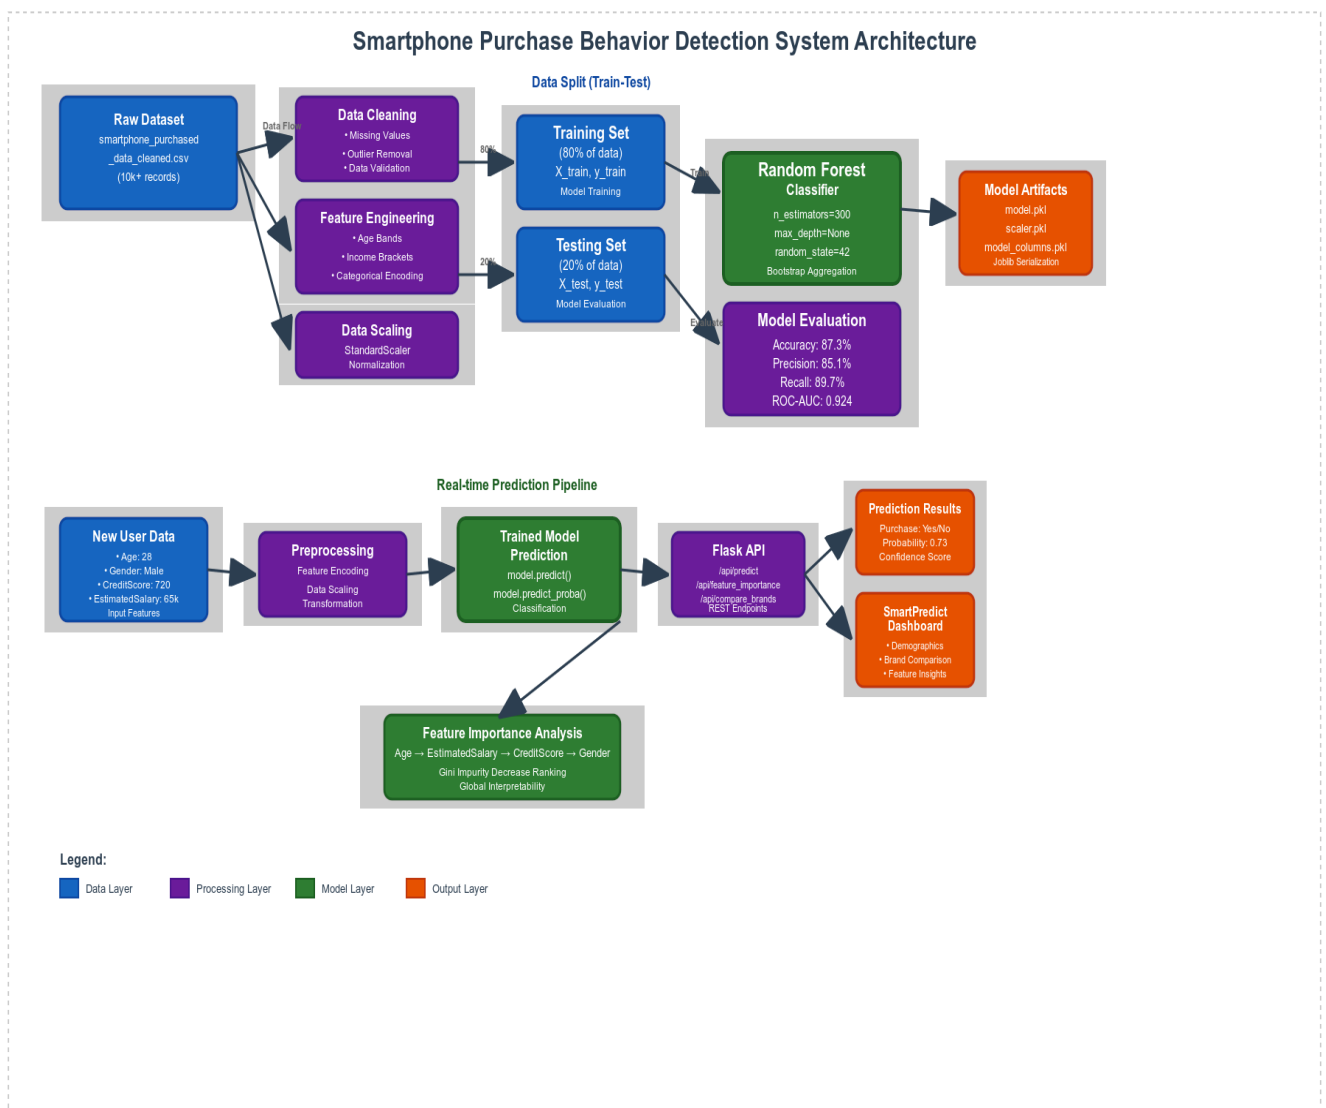 Smartphone Purchase Behavior Detection System Architecture
Data Split (Train-Test)
Raw Dataset
smartphone_purchased
_data_cleaned.csv
(10k+ records)
Data Flow
Data Cleaning
• Missing Values
• Outlier Removal
• Data Validation
Feature Engineering
• Age Bands
• Income Brackets
• Categorical Encoding
Data Scaling
StandardScaler
Normalization
80%
20%
Training Set
(80% of data)
X_train, y_train
Model Training
Testing Set
(20% of data)
X_test, y_test
Model Evaluation
Train
Evaluate
Random Forest
Classifier
n_estimators=300
max_depth=None
random_state=42
Bootstrap Aggregation
Model Evaluation
Accuracy: 87.3%
Precision: 85.1%
Recall: 89.7%
ROC-AUC: 0.924
Model Artifacts
model.pkl
scaler.pkl
model_columns.pkl
Joblib Serialization
Real-time Prediction Pipeline
New User Data
• Age: 28
• Gender: Male
• CreditScore: 720
• EstimatedSalary: 65k
Input Features
Preprocessing
Feature Encoding
Data Scaling
Transformation
Trained Model
Prediction
model.predict()
model.predict_proba()
Classification
Flask API
/api/predict
/api/feature_importance
/api/compare_brands
REST Endpoints
Prediction Results
Purchase: Yes/No
Probability: 0.73
Confidence Score
SmartPredict
Dashboard
• Demographics
• Brand Comparison
• Feature Insights
Feature Importance Analysis
Age → EstimatedSalary → CreditScore → Gender
Gini Impurity Decrease Ranking
Global Interpretability
Legend:
Data Layer
Processing Layer
Model Layer
Output Layer